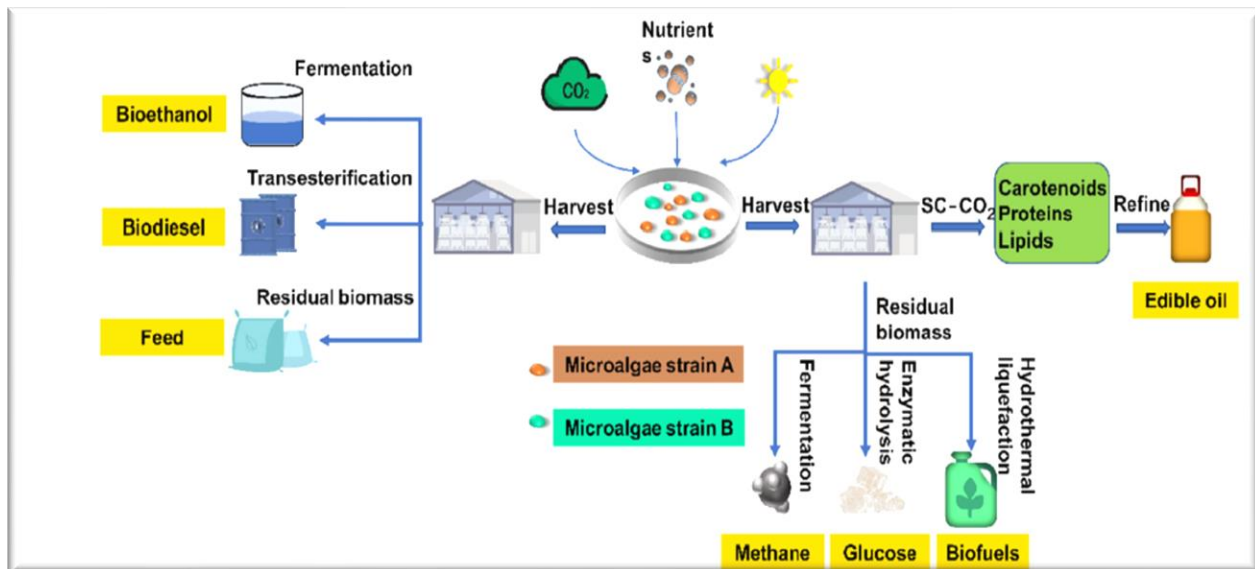 Nutrient
s
CO₂
Fermentation
Bioethanol
Transesterification
Biodiesel
Residual biomass
Feed
Harvest
Harvest
SC-CO₂
Carotenoids
Proteins
Lipids
Refine
Edible oil
Residual
biomass
Microalgae strain A
Microalgae strain B
Fermentation
Enzymatic
hydrolysis
Hydrothermal
liquefaction
Methane
Glucose
Biofuels